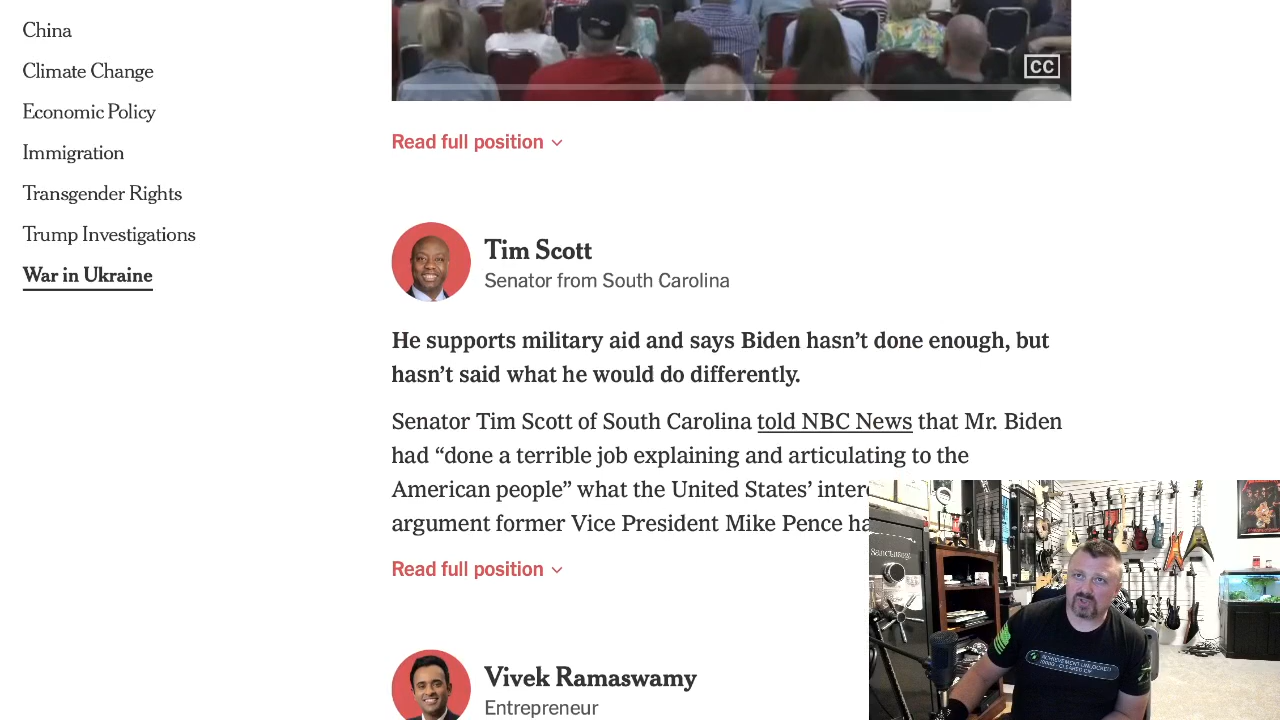 China
Climate Change
Economic Policy
Immigration
Transgender Rights
Trump Investigations
War in Ukraine
CC
Read full position
Tim Scott
Senator from South Carolina
He supports military aid and says Biden hasn’t done enough, but
hasn’t said what he would do differently.
Senator Tim Scott of South Carolina told NBC News that Mr. Biden
had “done a terrible job explaining and articulating to the
American people” what the United States’
argument former Vice President Mike Pence
Read full position
Vivek Ramaswamy
Entrepreneur
Sanctuary
ACHIEVEMENT UNLOCKED